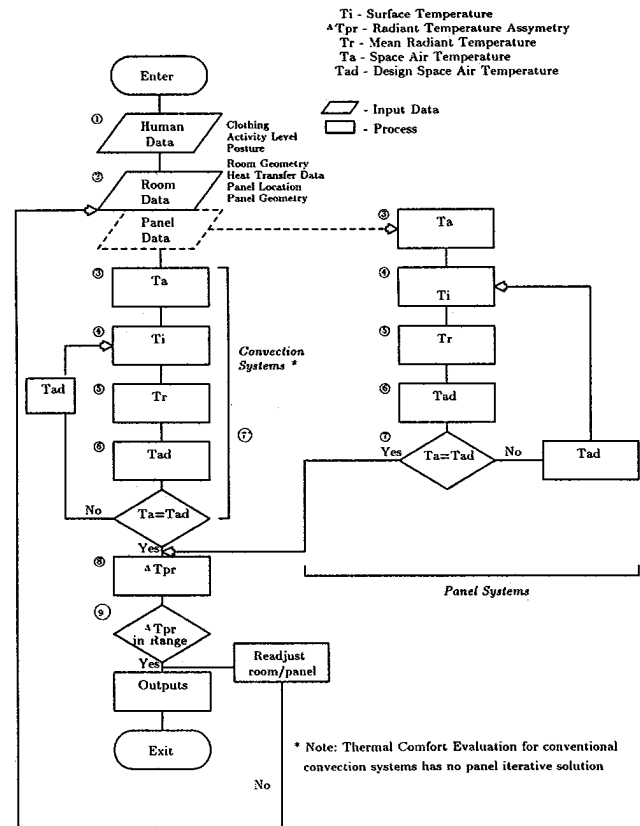 Ti - Surface Temperature
ΔTpr - Radiant Temperature Assymetry
Tr - Mean Radiant Temperature
Ta - Space Air Temperature
Tad - Design Space Air Temperature
- Input Data
- Process
Enter
①
Human
Data
Clothing
Activity Level
Posture
②
Room
Data
Room Geometry
Heat Transfer Data
Panel Location
Panel Geometry
Panel
Data
③
Ta
④
Ti
⑤
Tr
⑥
Tad
Ta=Tad
No
Yes
Tad
Convection
Systems *
⑦
③
Ta
④
Ti
⑤
Tr
⑥
Tad
⑦
Yes
Ta=Tad
No
Tad
Panel Systems
⑧
ΔTpr
⑨
ΔTpr
in Range
Yes
Readjust
room/panel
Outputs
Exit
No
* Note: Thermal Comfort Evaluation for conventional
convection systems has no panel iterative solution